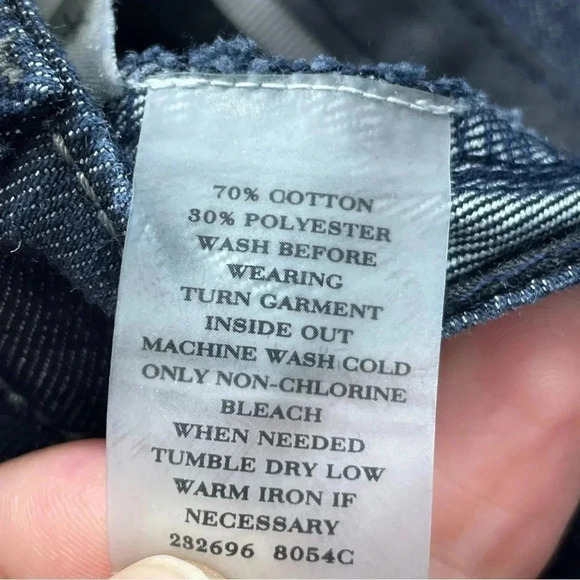 70% COTTON
30% POLYESTER
WASH BEFORE
WEARING
TURN GARMENT
INSIDE OUT
MACHINE WASH COLD
ONLY NON-CHLORINE
BLEACH
WHEN NEEDED
TUMBLE DRY LOW
WARM IRON IF
NECESSARY
232696 8054C